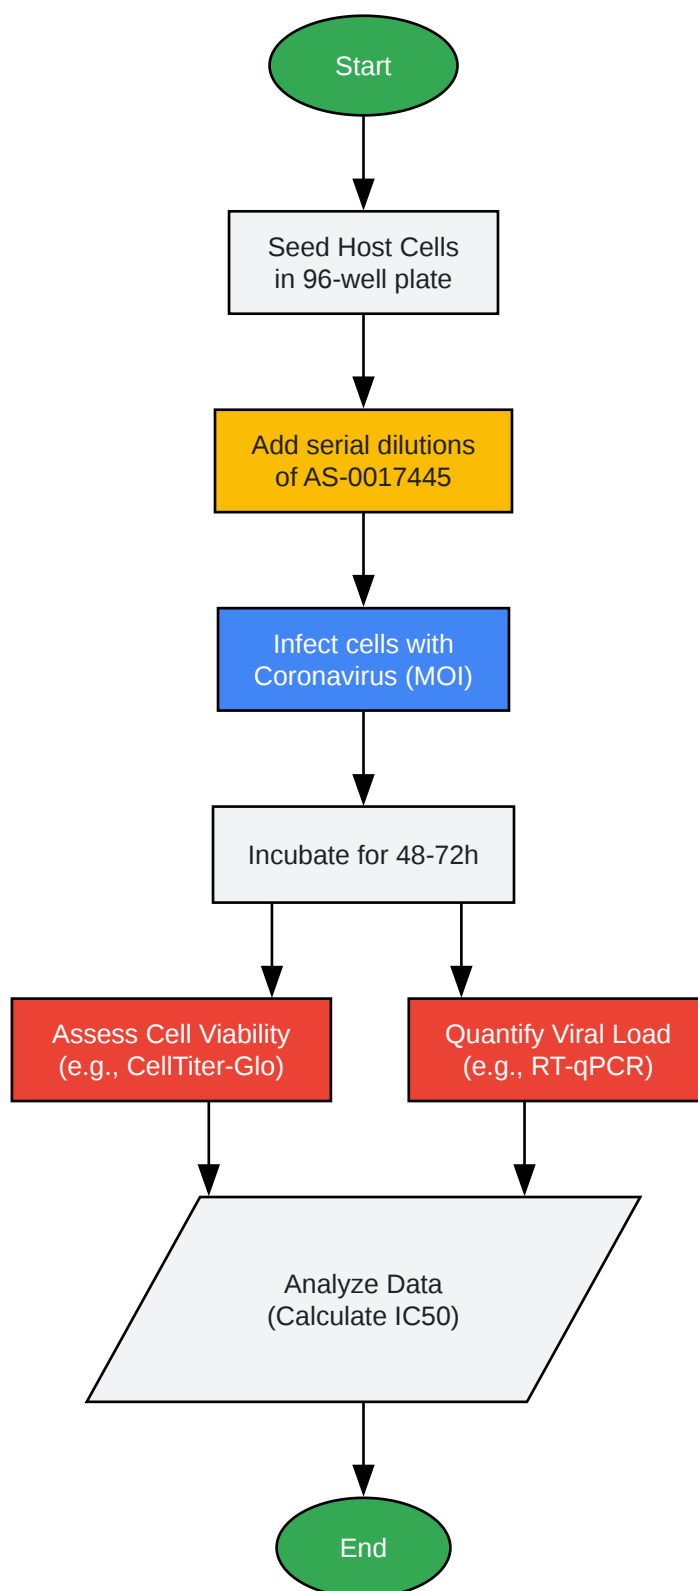 Start
Seed Host Cells
in 96-well plate
Add serial dilutions
of AS-0017445
Infect cells with
Coronavirus (MOI)
Incubate for 48-72h
Assess Cell Viability
(e.g., CellTiter-Glo)
Quantify Viral Load
(e.g., RT-qPCR)
Analyze Data
(Calculate IC50)
End